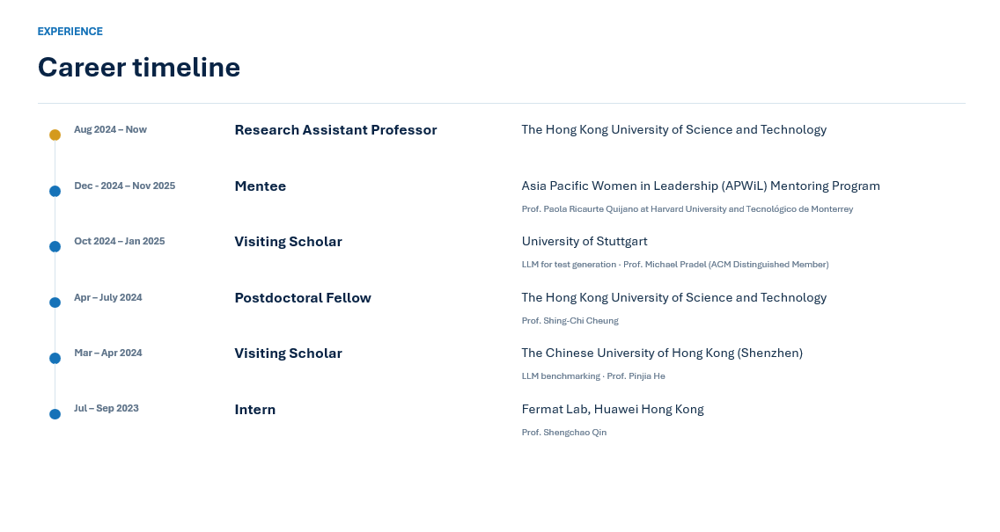 EXPERIENCE
Career timeline
Aug 2024 – Now Research Assistant Professor The Hong Kong University of Science and Technology
Dec - 2024 – Nov 2025 Mentee Asia Pacific Women in Leadership (APWiL) Mentoring Program
Prof. Paola Ricaurte Quijano at Harvard University and Tecnológico de Monterrey
Oct 2024 – Jan 2025 Visiting Scholar University of Stuttgart
LLM for test generation · Prof. Michael Pradel (ACM Distinguished Member)
Apr – July 2024 Postdoctoral Fellow The Hong Kong University of Science and Technology
Prof. Shing-Chi Cheung
Mar – Apr 2024 Visiting Scholar The Chinese University of Hong Kong (Shenzhen)
LLM benchmarking · Prof. Pinjia He
Jul – Sep 2023 Intern Fermat Lab, Huawei Hong Kong
Prof. Shengchao Qin